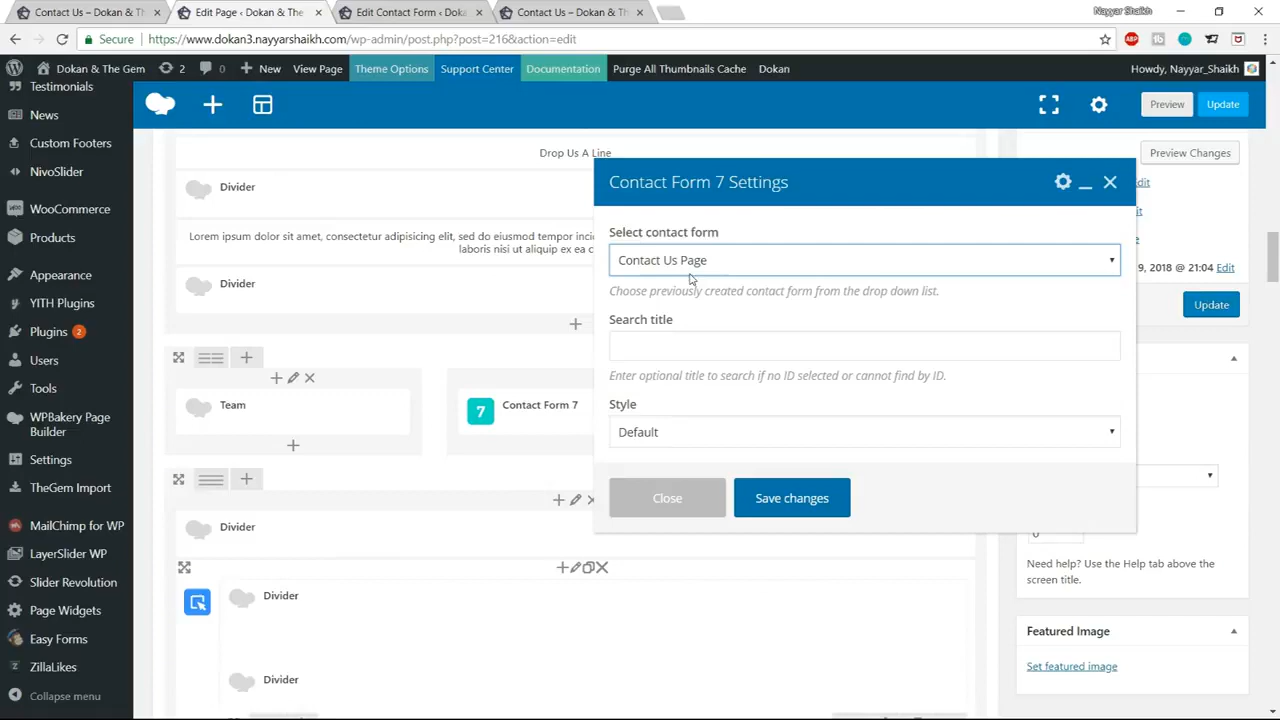 Contact Us – Dokan & The
Edit Page ‹ Dokan & The
Edit Contact Form ‹ Doka
Contact Us – Dokan & The
Nayyar Shaikh
Secure
https://www.dokan3.nayyarshaikh.com/wp-admin/post.php?post=216&action=edit
ABP
Dokan & The Gem
2
0
New
View Page
Theme Options
Support Center
Documentation
Purge All Thumbnails Cache
Dokan
Howdy, Nayyar_Shaikh
Testimonials
News
Custom Footers
NivoSlider
WooCommerce
Products
Appearance
YITH Plugins
Plugins 2
Users
Tools
WPBakery Page
Builder
Settings
TheGem Import
MailChimp for WP
LayerSlider WP
Slider Revolution
Page Widgets
Easy Forms
ZillaLikes
Collapse menu
Preview
Update
Drop Us A Line
Divider
Lorem ipsum dolor sit amet, consectetur adipisicing elit, sed do eiusmod tempor inci
laboris nisi ut aliquip ex ea c
Divider
Team
7
Contact Form 7
Divider
Divider
Divider
Contact Form 7 Settings
Select contact form
Contact Us Page
Choose previously created contact form from the drop down list.
Search title
Enter optional title to search if no ID selected or cannot find by ID.
Style
Default
Close
Save changes
Preview Changes
9, 2018 @ 21:04 Edit
Update
0
Need help? Use the Help tab above the
screen title.
Featured Image
Set featured image